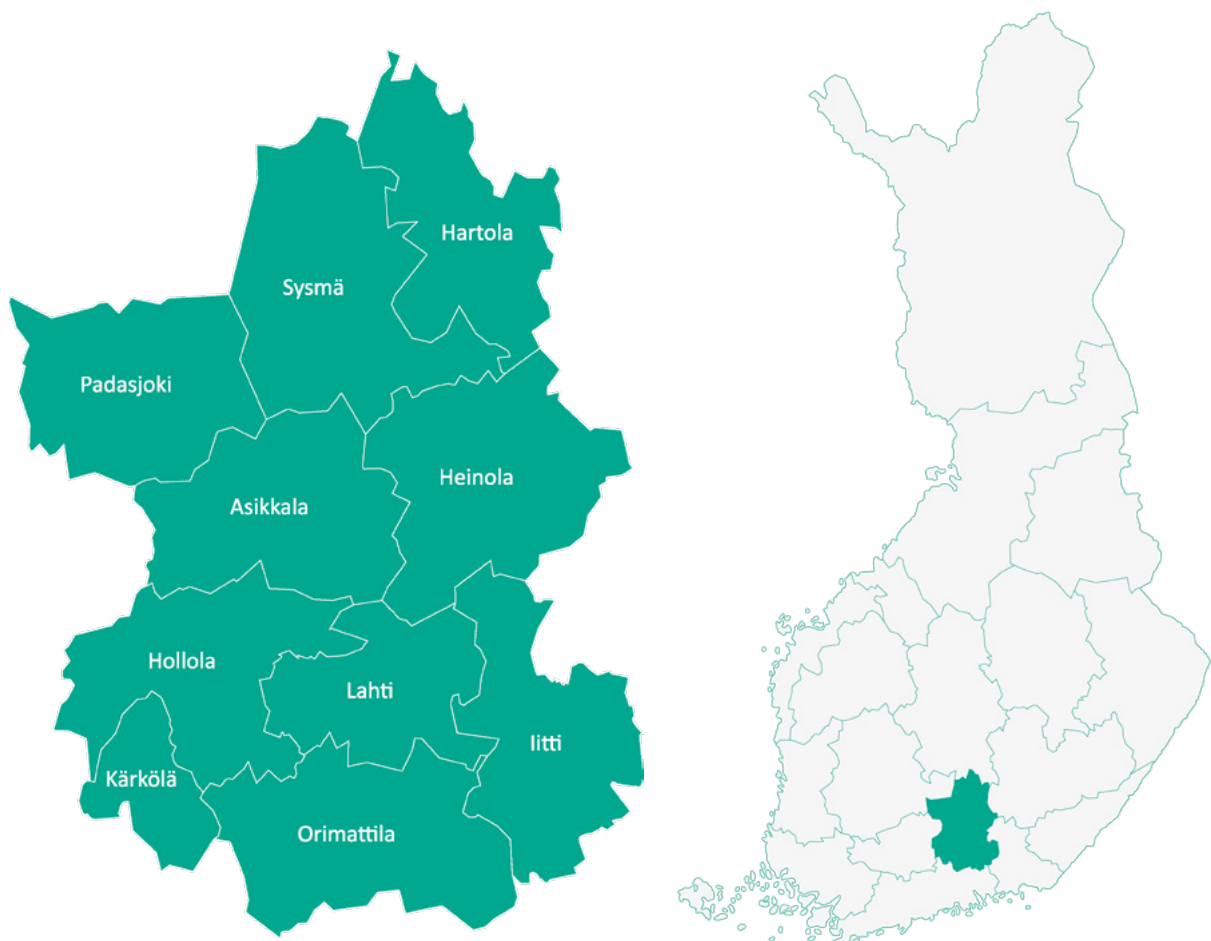 Hartola
Sysmä
Padasjoki
Heinola
Asikkala
Hollola
Lahti
Iitti
Kärkölä
Orimattila